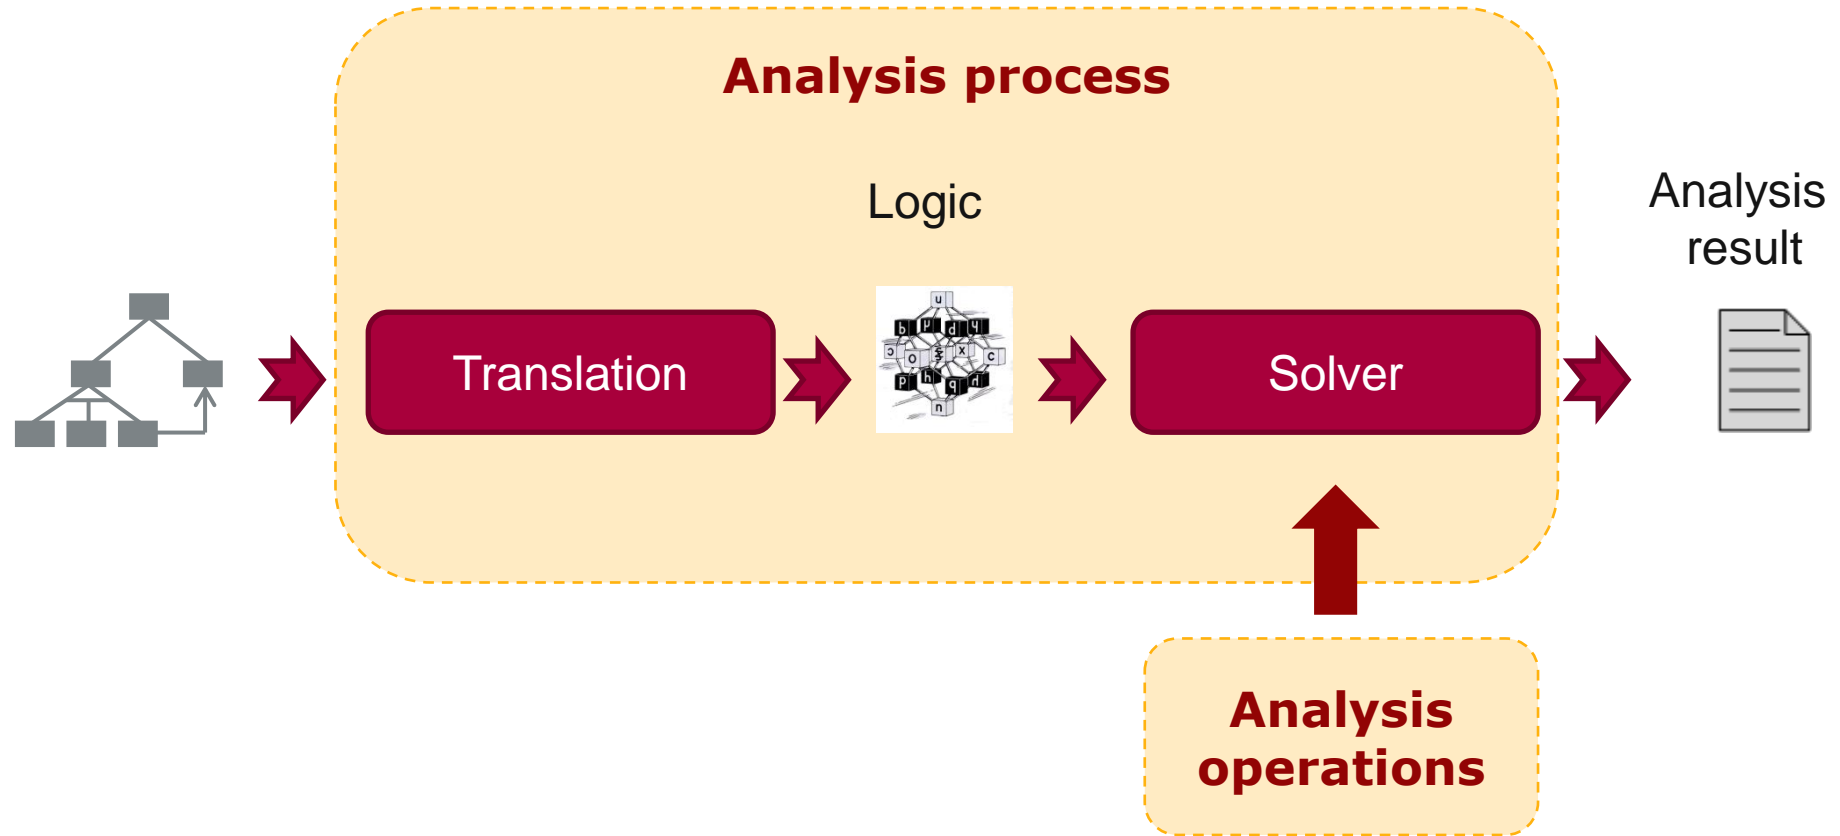 Analysis process
Logic
Analysis
result
Translation
Solver
Analysis
operations